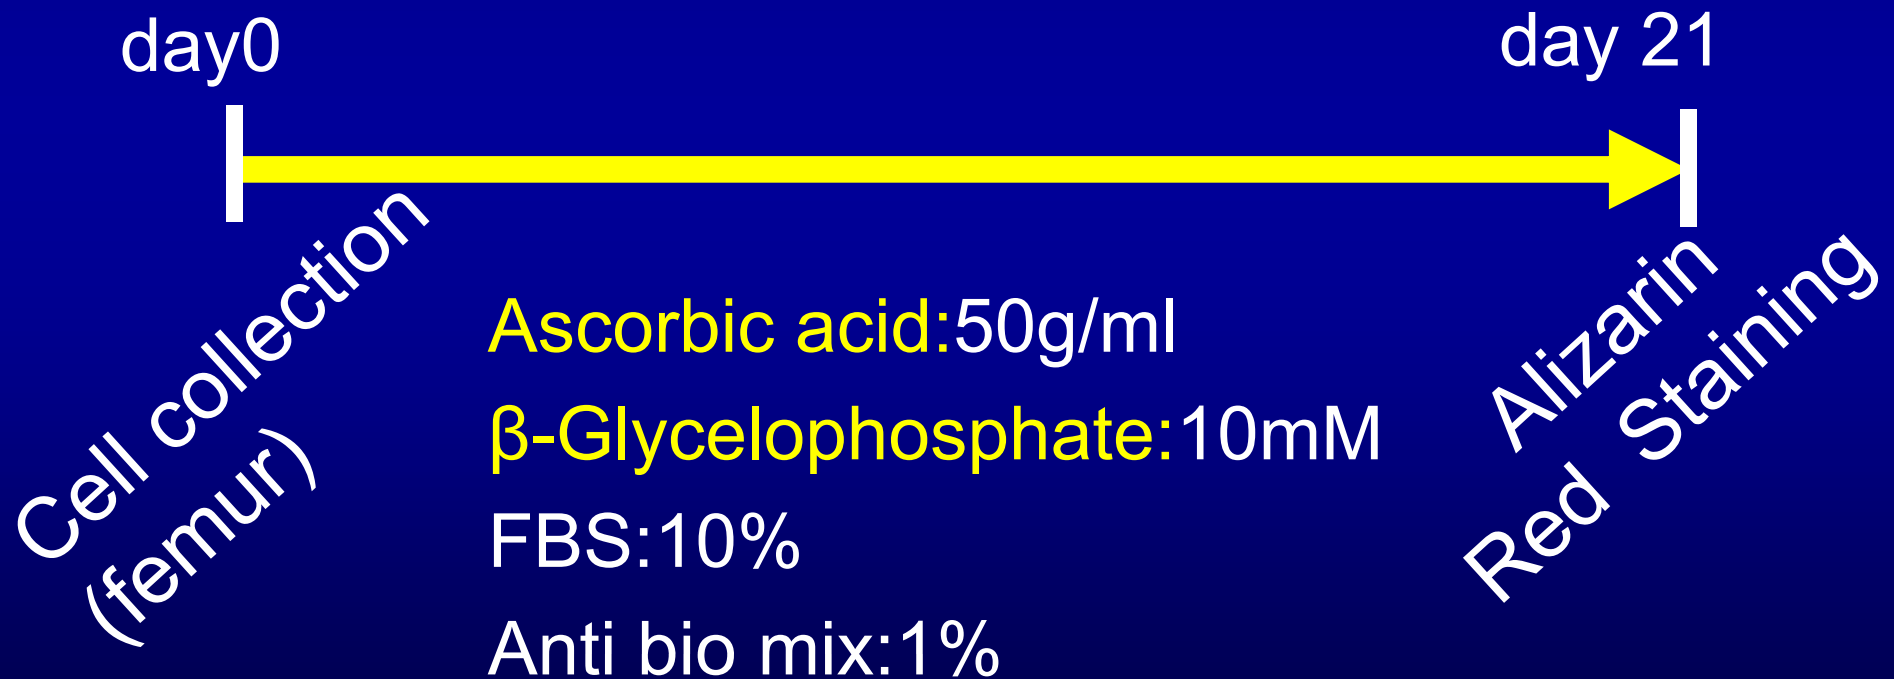 day0
day 21
Cell collection
(femur)
Ascorbic acid:50g/ml
β-Glycelophosphate:10mM
FBS:10%
Anti bio mix:1%
Alizarin
Red Staining